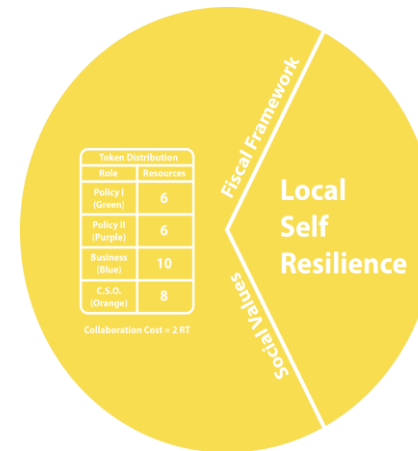 Fiscal Framework
Token Distribution
Role Resources
Policy I
(Green)
6
Policy II
(Purple)
6
Business
(Blue)
10
C.S.O.
(Orange)
8
Collaboration Cost = 2 RT
Local
Self
Resilience
Social Values